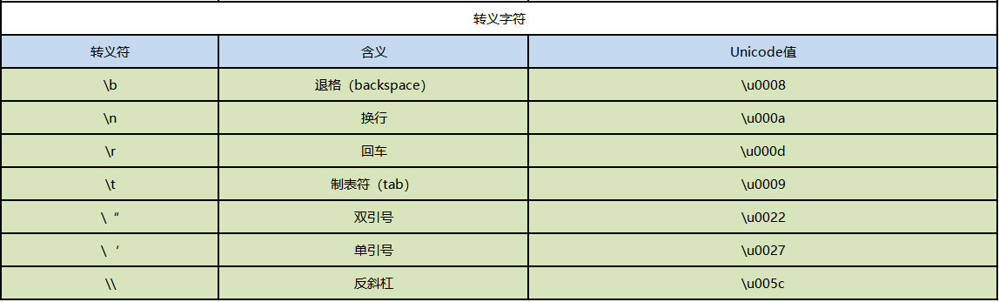 转义字符
转义符 含义 Unicode值
\b 退格（backspace） \u0008
\n 换行 \u000a
\r 回车 \u000d
\t 制表符（tab） \u0009
\“ 双引号 \u0022
\‘ 单引号 \u0027
\\ 反斜杠 \u005c